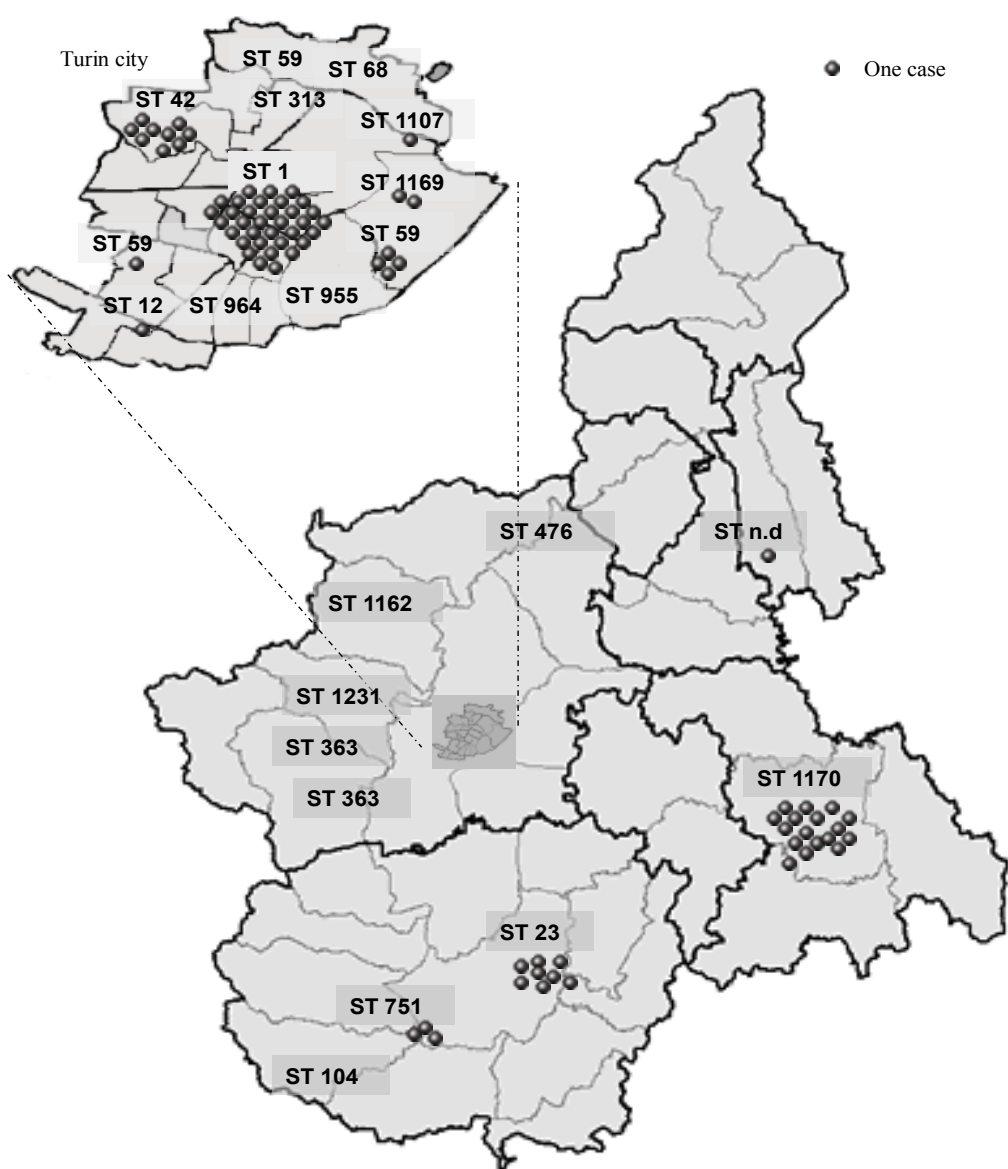 Turin city
One case
ST 59
ST 68
ST 42
ST 313
ST 1107
ST 1
ST 1169
ST 59
ST 59
ST 12
ST 964
ST 955
ST 476
ST n.d
ST 1162
ST 1231
ST 363
ST 363
ST 1170
ST 23
ST 751
ST 104